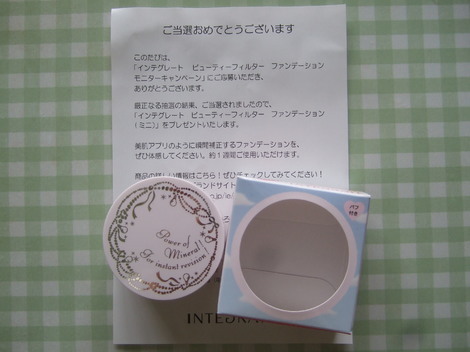 ご当選おめでとうございます
このたびは、
「インテグレート ビューティーフィルター ファンデーション
モニターキャンペーン」にご応募いただき、
ありがとうございます。
厳正なる抽選の結果、ご当選されましたので、
「インテグレート ビューティーフィルター ファンデーション
(ミニ)」をプレゼントいたします。
美肌アプリのように瞬間補正するファンデーションを、
ぜひ体感してください。約1週間ご使用いただけます。
商品の詳しい情報はこちら!ぜひチェックしてみてください!
ランドサイト
パフ
付き
Power of
Mineral
For instant revision
INTEGRA